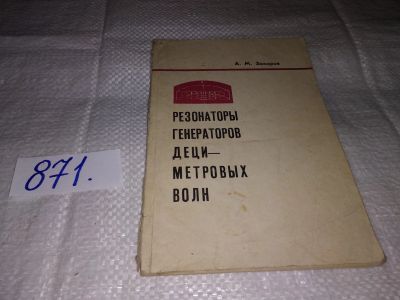 А. М. Захаров
РЕЗОНАТОРЫ
ГЕНЕРАТОРОВ
ДЕЦИ—
МЕТРОВЫХ
ВОЛН
871.